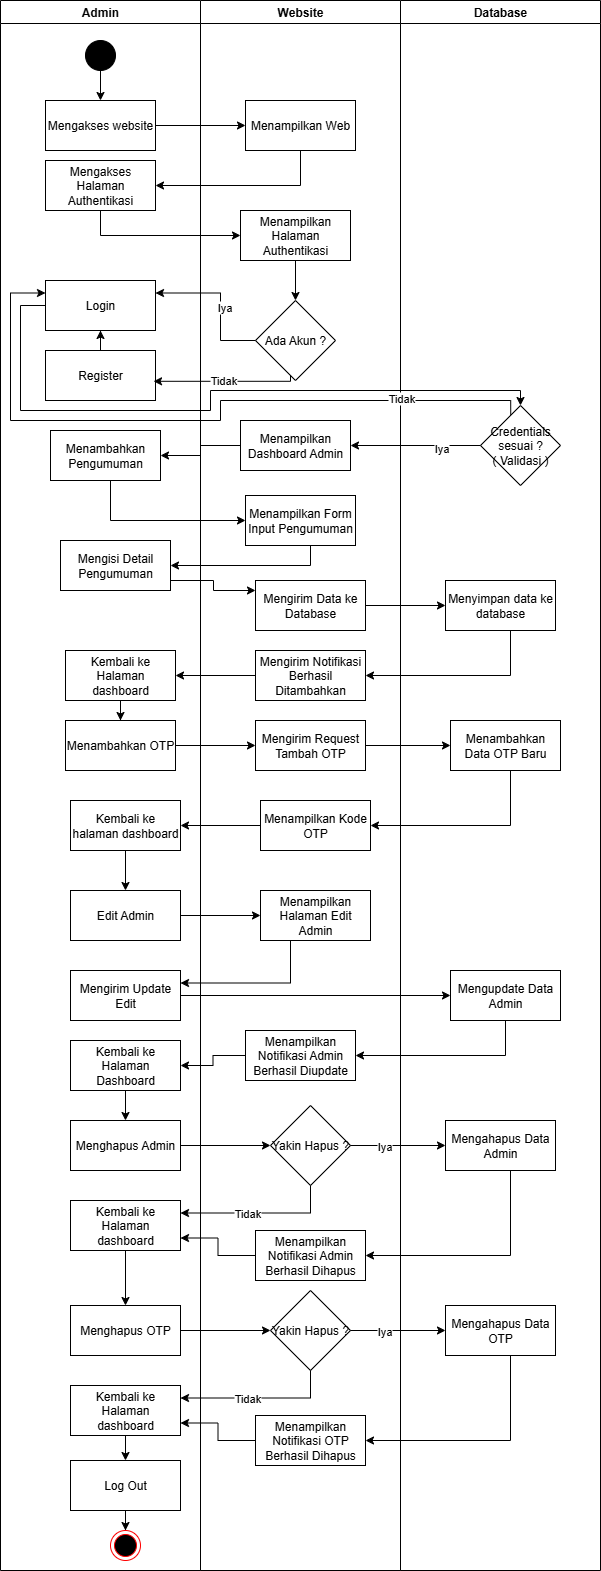 Admin
Website
Database
Mengakses website
Menampilkan Web
Mengakses
Halaman
Authentikasi
Menampilkan
Halaman
Authentikasi
Login
Iya
Ada Akun ?
Register
Tidak
Tidak
Credentials
sesuai ?
( Validasi )
Iya
Menampilkan
Dashboard Admin
Menambahkan
Pengumuman
Menampilkan Form
Input Pengumuman
Mengisi Detail
Pengumuman
Mengirim Data ke
Database
Menyimpan data ke
database
Kembali ke
Halaman
dashboard
Mengirim Notifikasi
Berhasil
Ditambahkan
Menambahkan OTP
Mengirim Request
Tambah OTP
Menambahkan
Data OTP Baru
Kembali ke
halaman dashboard
Menampilkan Kode
OTP
Edit Admin
Menampilkan
Halaman Edit
Admin
Mengirim Update
Edit
Mengupdate Data
Admin
Kembali ke
Halaman
Dashboard
Menampilkan
Notifikasi Admin
Berhasil Diupdate
Menghapus Admin
Yakin Hapus ?
Iya
Mengahapus Data
Admin
Kembali ke
Halaman
dashboard
Tidak
Menampilkan
Notifikasi Admin
Berhasil Dihapus
Menghapus OTP
Yakin Hapus ?
Iya
Mengahapus Data
OTP
Kembali ke
Halaman
dashboard
Tidak
Menampilkan
Notifikasi OTP
Berhasil Dihapus
Log Out